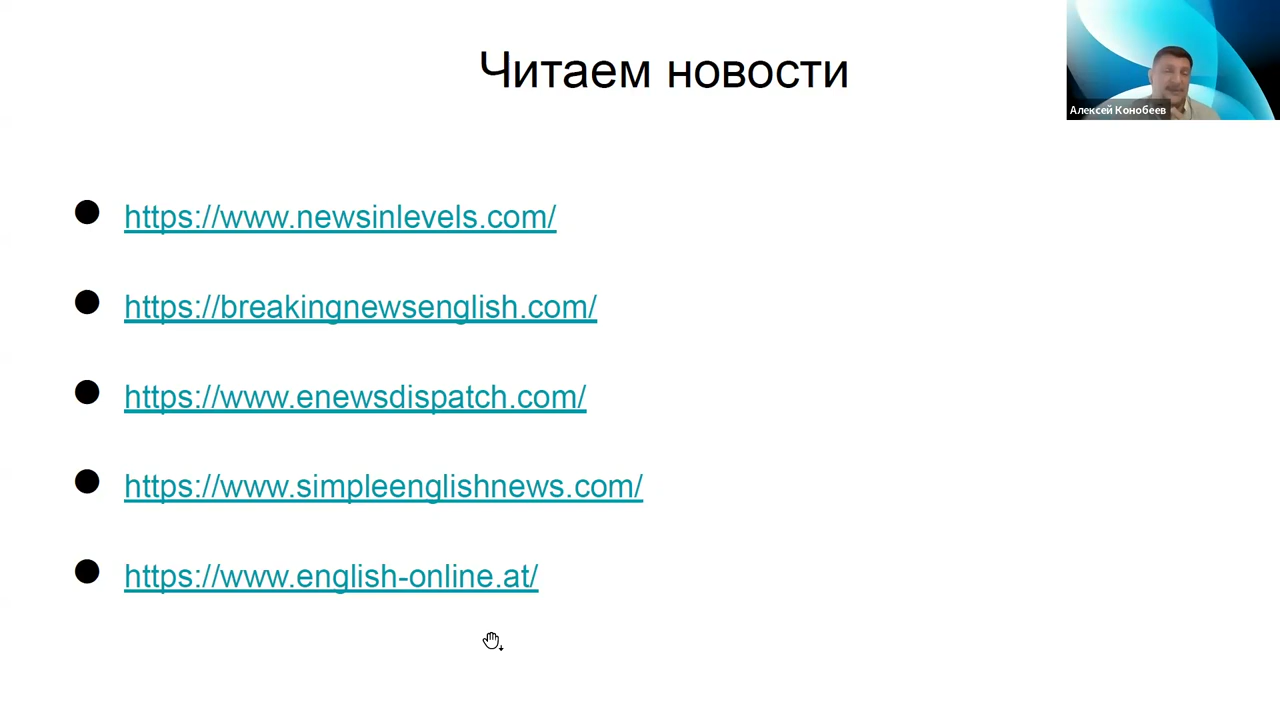 Читаем новости
Алексей Конобеев
https://www.newsinlevels.com/
https://breakingnewsenglish.com/
https://www.enewsdispatch.com/
https://www.simpleenglishnews.com/
https://www.english-online.at/